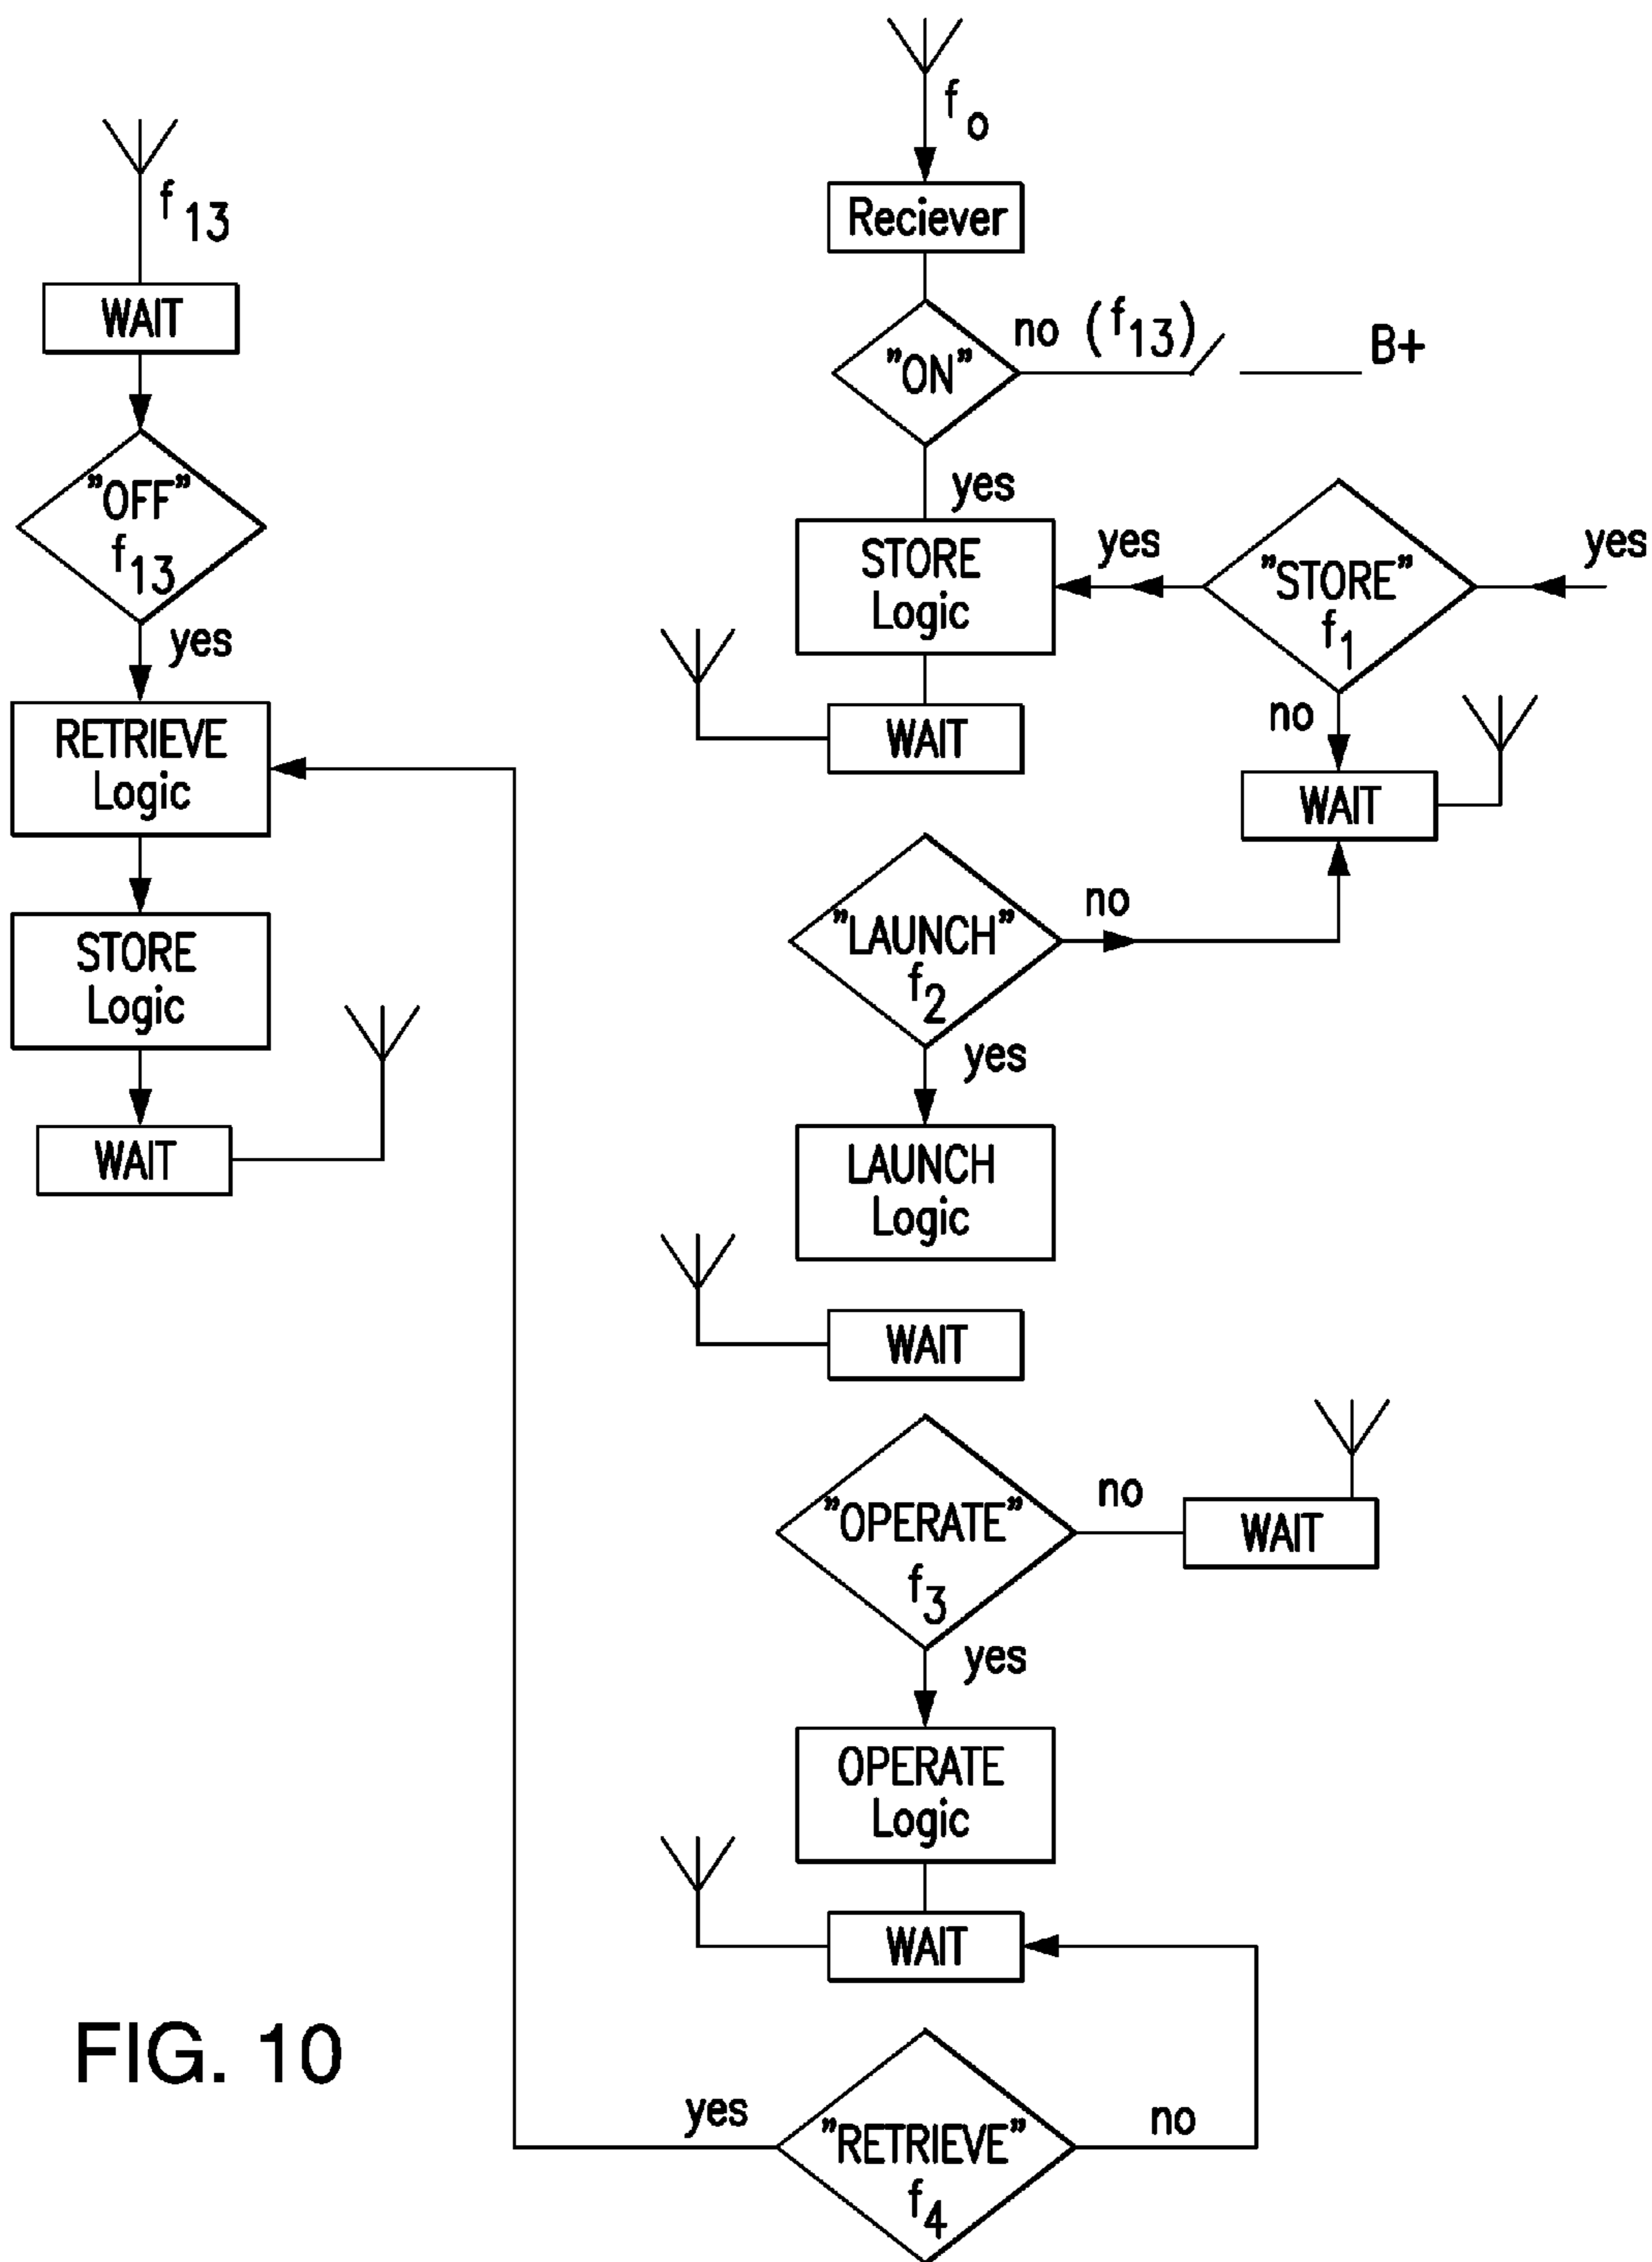 f13
WAIT
"OFF"
f13
yes
RETRIEVE
Logic
STORE
Logic
WAIT
fo
Reciever
"ON"
no (f13)
B+
yes
STORE
Logic
yes
"STORE"
f1
yes
no
WAIT
WAIT
"LAUNCH"
f2
no
yes
LAUNCH
Logic
WAIT
"OPERATE"
f3
no
WAIT
yes
OPERATE
Logic
WAIT
yes
"RETRIEVE"
f4
no
FIG. 10